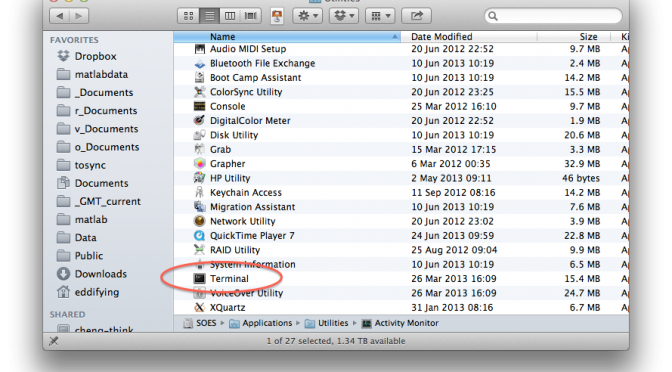 Utilities
FAVORITES
Dropbox
matlabdata
_Documents
r_Documents
v_Documents
o_Documents
tosync
Documents
_GMT_current
matlab
Data
Public
Downloads
eddifying
SHARED
cheng-think
Name Date Modified Size Ki
Audio MIDI Setup 20 Jun 2012 22:52 9.7 MB Ap
Bluetooth File Exchange 10 Jun 2013 10:19 2.4 MB Ap
Boot Camp Assistant 10 Jun 2013 10:19 14.2 MB Ap
ColorSync Utility 20 Jun 2012 23:25 15.5 MB Ap
Console 25 Mar 2012 16:10 9.7 MB Ap
DigitalColor Meter 20 Jun 2012 22:52 1.9 MB Ap
Disk Utility 10 Jun 2013 10:19 20.6 MB Ap
Grab 15 Mar 2012 17:15 3.3 MB Ap
Grapher 6 Mar 2012 00:35 32.9 MB Ap
HP Utility 2 May 2013 09:11 46 bytes Al
Keychain Access 11 Sep 2012 08:16 14.2 MB Ap
Migration Assistant 10 Jun 2013 10:19 7.6 MB Ap
Network Utility 20 Jun 2012 23:02 3.9 MB Ap
QuickTime Player 7 24 Jun 2013 09:59 22.8 MB Ap
RAID Utility 25 Aug 2012 09:04 9.9 MB Ap
System Information 10 Jun 2013 10:19 6.5 MB Ap
Terminal 26 Mar 2013 16:09 15.4 MB Ap
VoiceOver Utility 26 Mar 2013 16:09 24.7 MB Ap
XQuartz 31 Jan 2013 08:16 6.7 MB Ap
SOES Applications Utilities Activity Monitor
1 of 27 selected, 1.34 TB available